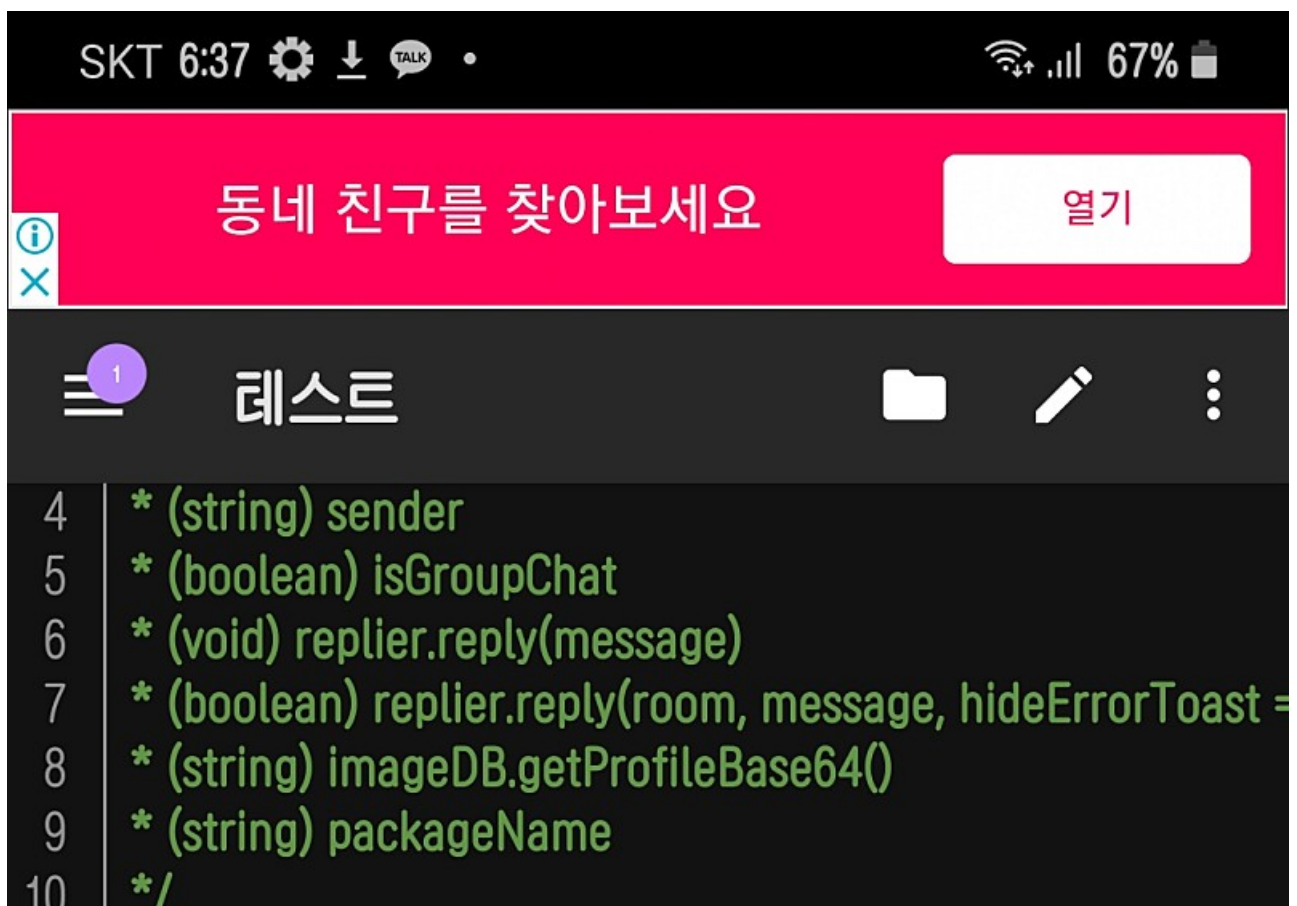 SKT 6:37 TALK 67%
동네 친구를 찾아보세요 열기
1 테스트
4 * (string) sender
5 * (boolean) isGroupChat
6 * (void) replier.reply(message)
7 * (boolean) replier.reply(room, message, hideErrorToast =
8 * (string) imageDB.getProfileBase64()
9 * (string) packageName
10 */